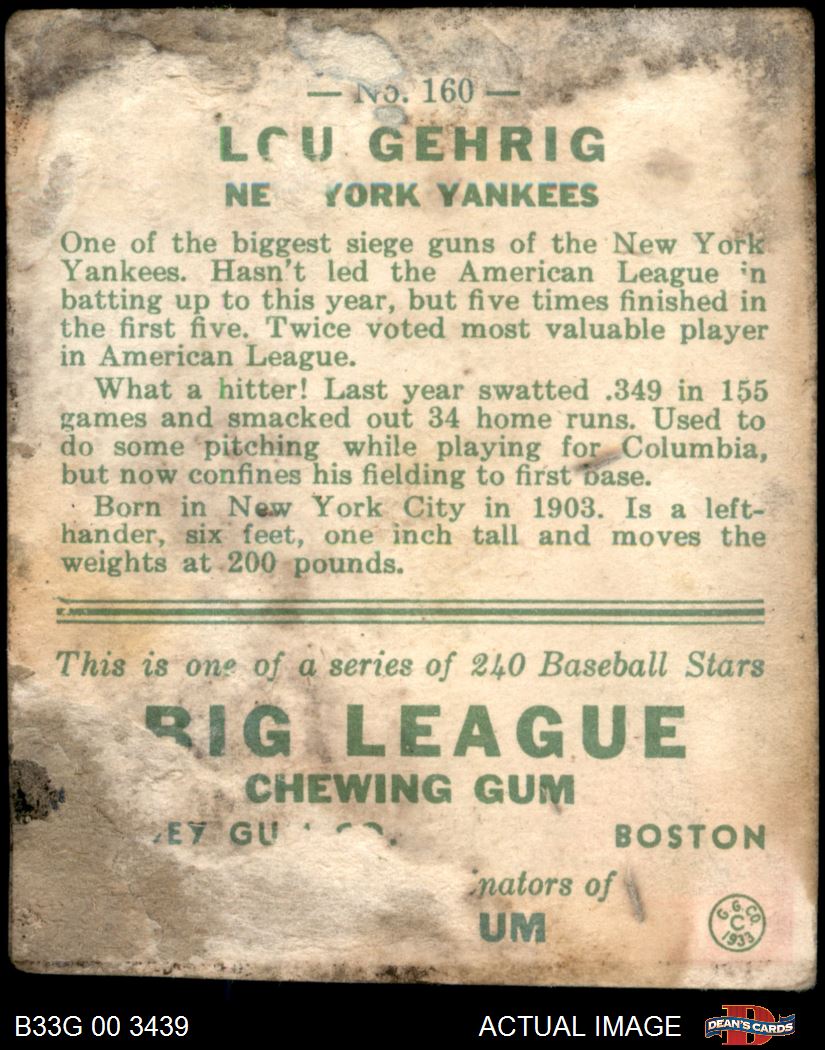 — No. 160 —
LOU GEHRIG
NE YORK YANKEES
One of the biggest siege guns of the New York
Yankees. Hasn't led the American League in
batting up to this year, but five times finished in
the first five. Twice voted most valuable player
in American League.
What a hitter! Last year swatted .349 in 155
games and smacked out 34 home runs. Used to
do some pitching while playing for Columbia,
but now confines his fielding to first base.
Born in New York City in 1903. Is a left-
hander, six feet, one inch tall and moves the
weights at 200 pounds.
This is one of a series of 240 Baseball Stars
BIG LEAGUE
CHEWING GUM
EY GU CO. BOSTON
nators of
UM
G. G. CO.
C
1933
B33G 00 3439 ACTUAL IMAGE DEAN'S CARDS